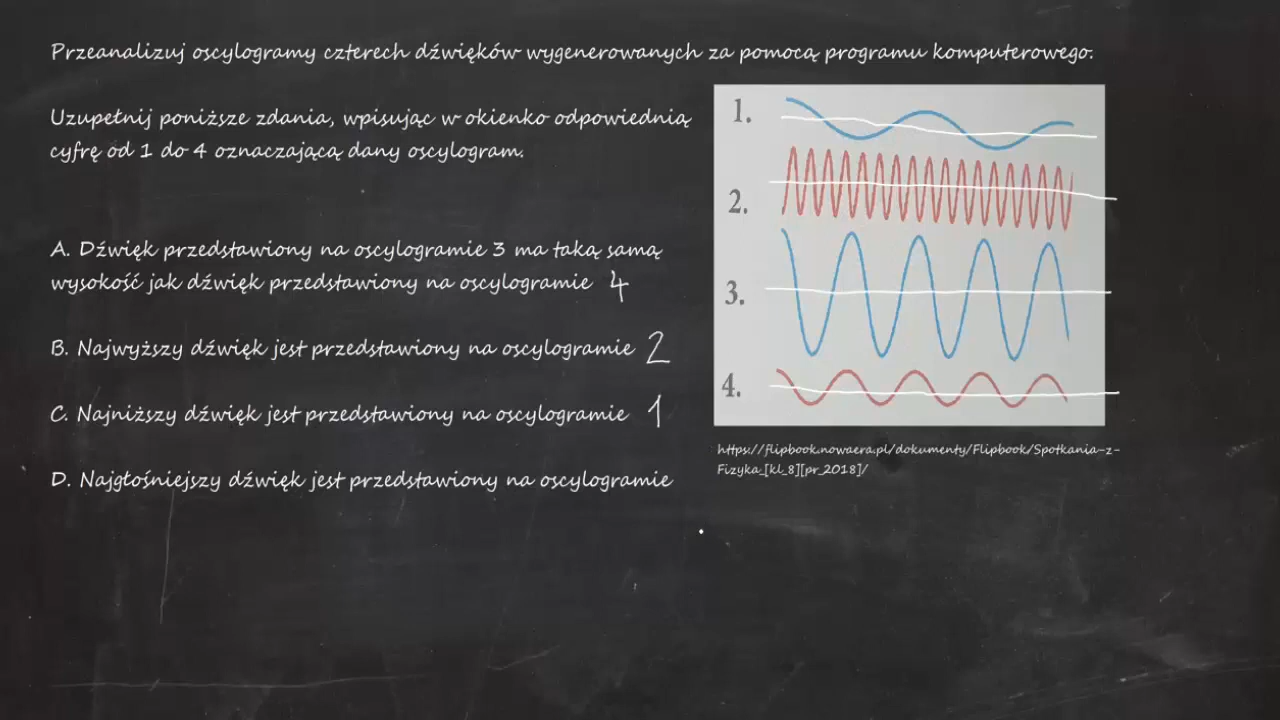 Przeanalizuj oscylogramy czterech dźwięków wygenerowanych za pomocą programu komputerowego.
Uzupełnij poniższe zdania, wpisując w okienko odpowiednią
cyfrę od 1 do 4 oznaczającą dany oscylogram.
A. Dźwięk przedstawiony na oscylogramie 3 ma taką samą
wysokość jak dźwięk przedstawiony na oscylogramie 4
B. Najwyższy dźwięk jest przedstawiony na oscylogramie 2
C. Najniższy dźwięk jest przedstawiony na oscylogramie 1
D. Najgłośniejszy dźwięk jest przedstawiony na oscylogramie
1.
2.
3.
4.
https://flipbook.nowaera.pl/dokumenty/Flipbook/Spotkania-z-
Fizyka_[kl_8][pr_2018]/